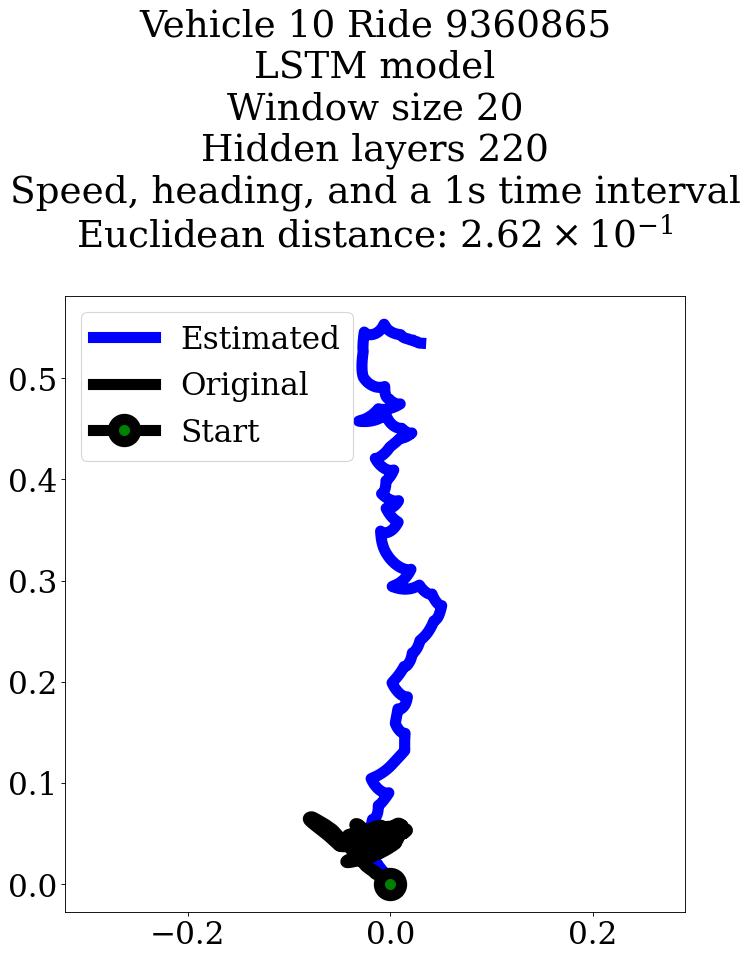 Vehicle 10 Ride 9360865
LSTM model
Window size 20
Hidden layers 220
Speed, heading, and a 1s time interval
Euclidean distance: 2.62 × 10⁻¹
Estimated
Original
Start
0.5
0.4
0.3
0.2
0.1
0.0
−0.2 0.0 0.2